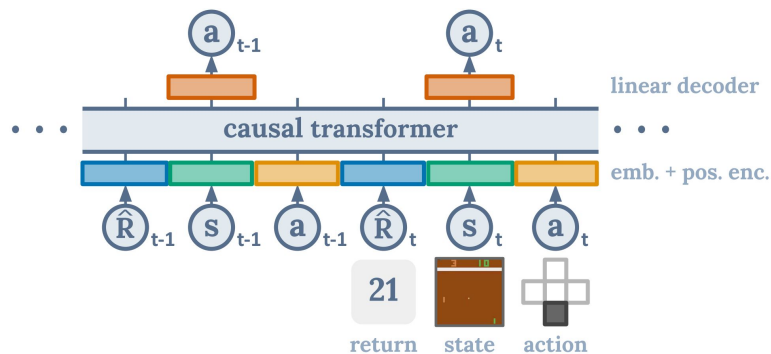 a t-1 a t
linear decoder
• • • causal transformer • • •
emb. + pos. enc.
R̂ t-1 s t-1 a t-1 R̂ t s t a t
21 3 10
return state action